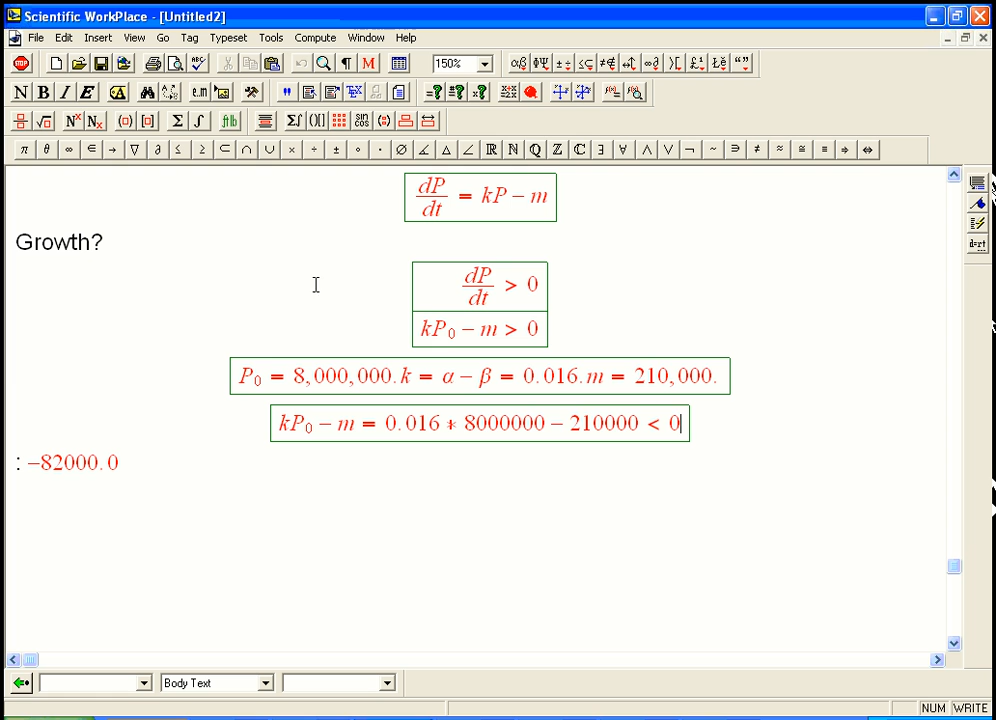 Scientific WorkPlace - [Untitled2]
File Edit Insert View Go Tag Typeset Tools Compute Window Help
150%
dP/dt = kP − m
Growth?
dP/dt > 0
kP₀ − m > 0
P₀ = 8,000,000. k = α − β = 0.016. m = 210,000.
kP₀ − m = 0.016 * 8000000 − 210000 < 0
: −82000.0
Body Text
NUM WRITE